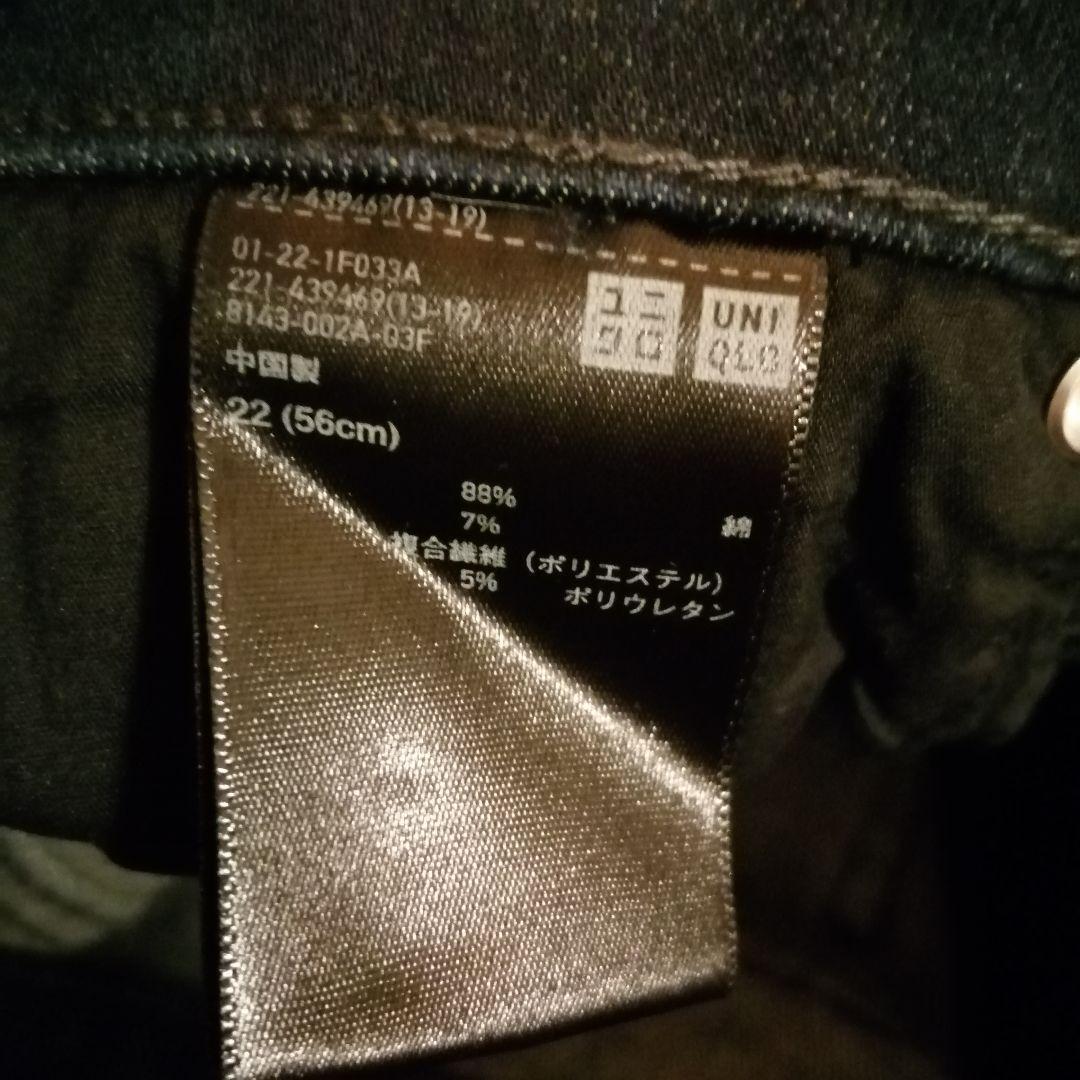 221-439469(13-19)
01-22-1F033A
221-439469(13-19)
8143-002A-03F
ユニ
クロ
UNI
QLO
中国製
22 (56cm)
88%
綿
7%
複合繊維 (ポリエステル)
5% ポリウレタン